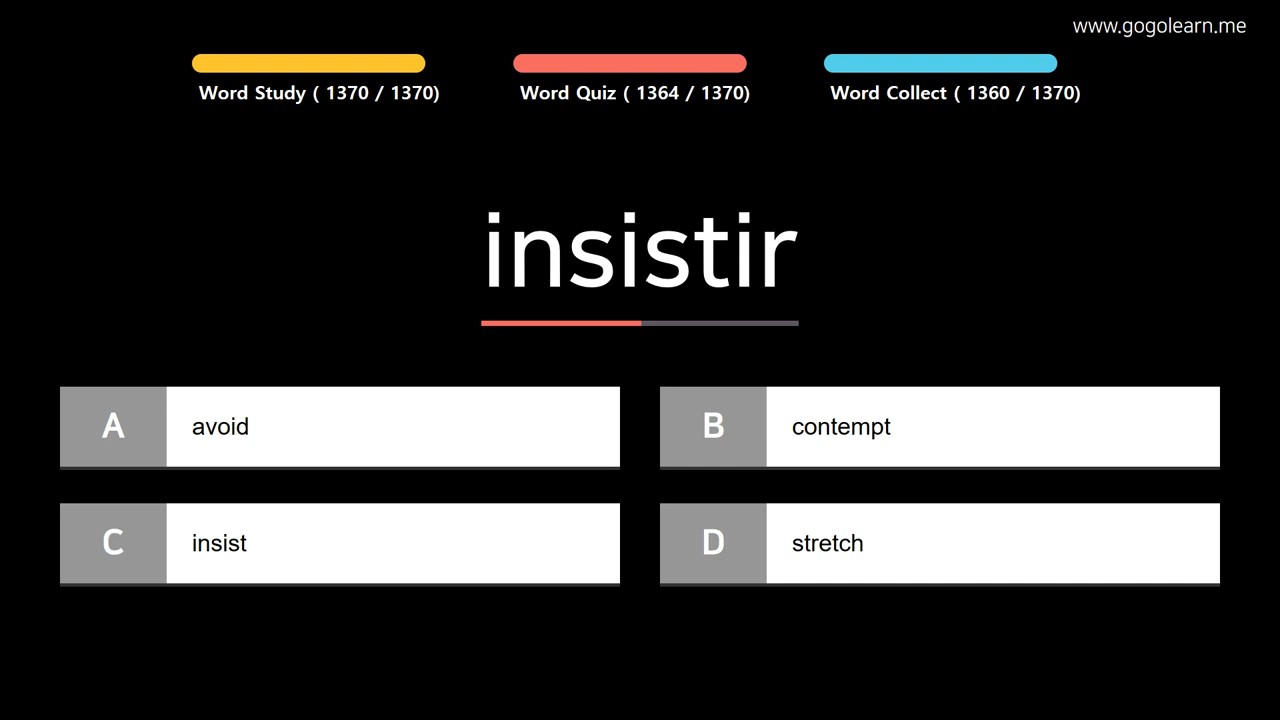 www.gogolearn.me
Word Study ( 1370 / 1370)
Word Quiz ( 1364 / 1370)
Word Collect ( 1360 / 1370)
insistir
A avoid
B contempt
C insist
D stretch